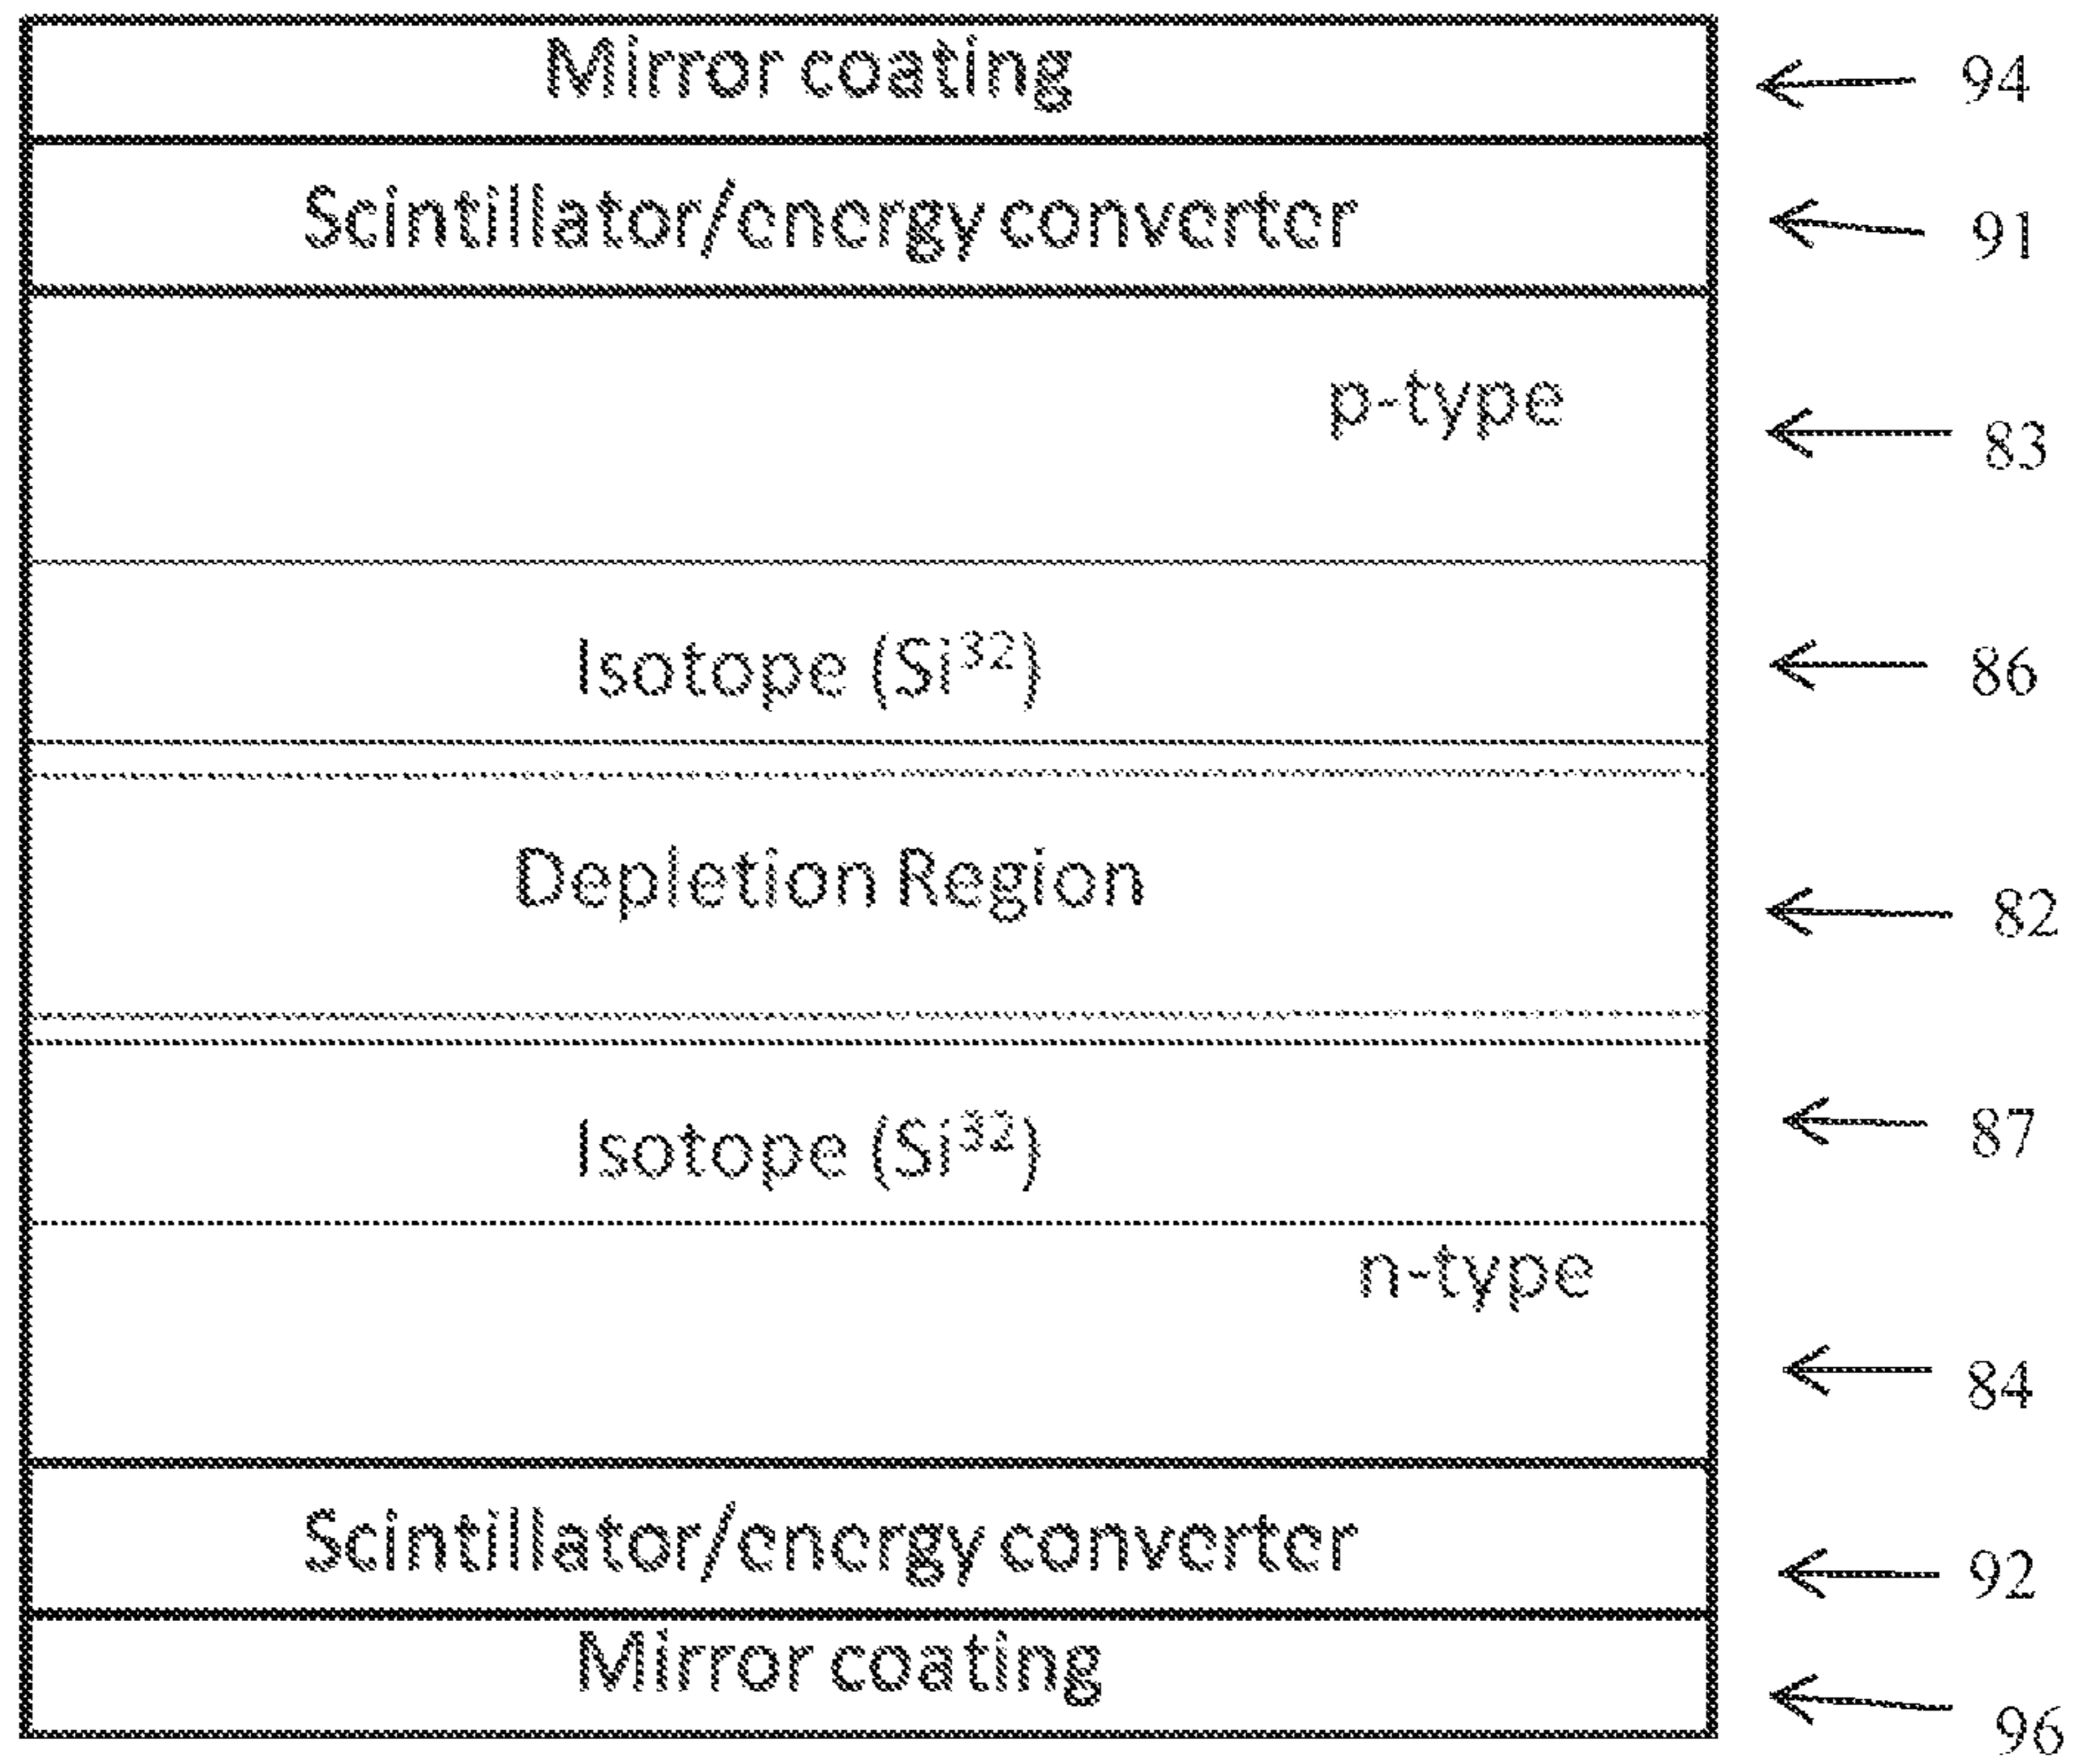 Mirror coating
94
Scintillator/energy converter
91
p-type
83
Isotope (Si³²)
86
Depletion Region
82
Isotope (Si³²)
87
n-type
84
Scintillator/energy converter
92
Mirror coating
96